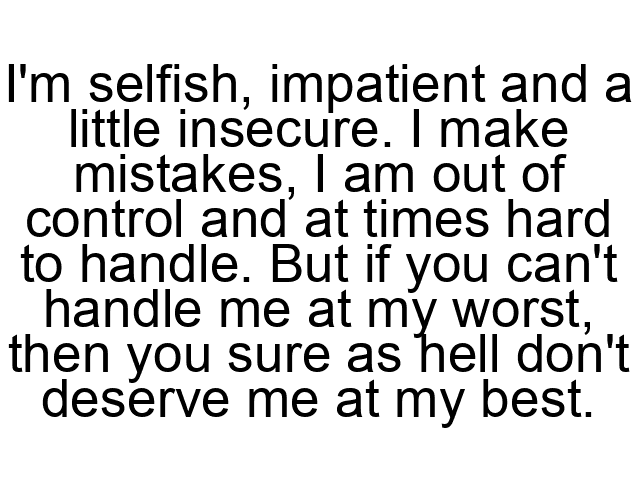 I'm selfish, impatient and a
little insecure. I make
mistakes, I am out of
control and at times hard
to handle. But if you can't
handle me at my worst,
then you sure as hell don't
deserve me at my best.